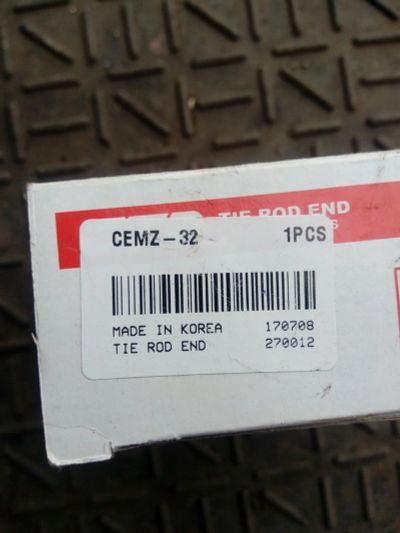 TIE ROD END
CEMZ-32 1PCS
MADE IN KOREA 170708
TIE ROD END 270012